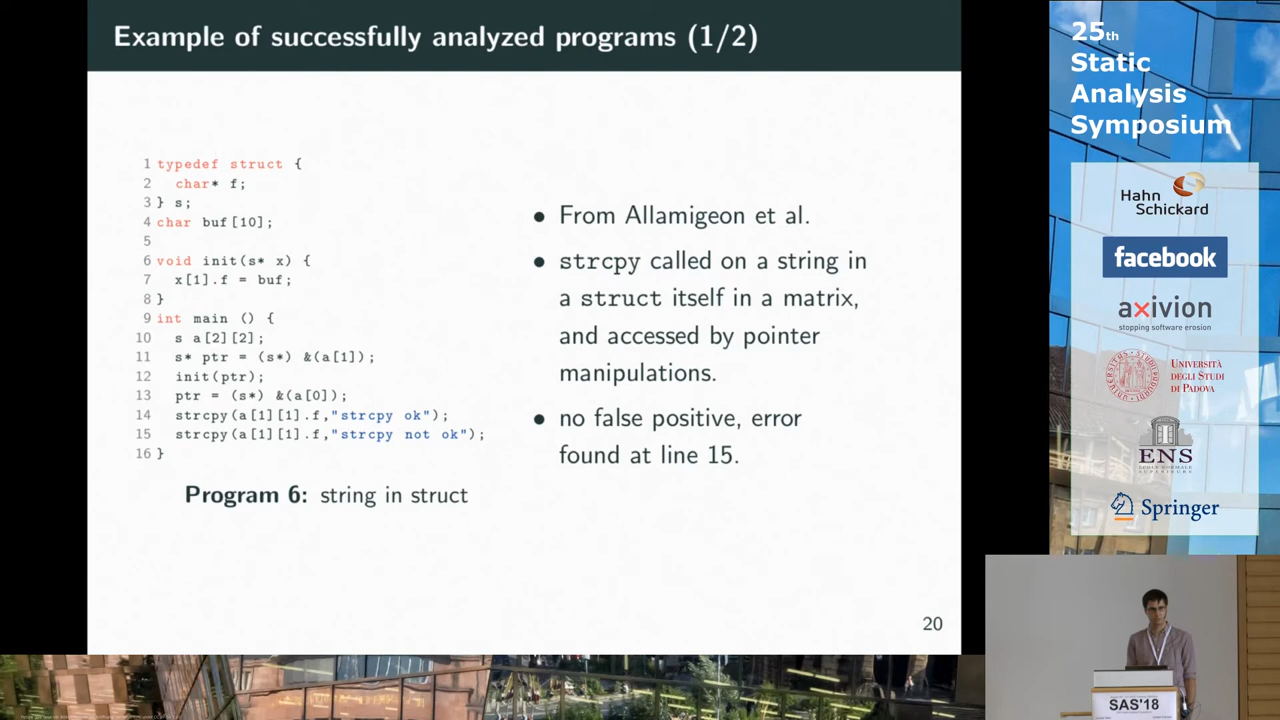 Example of successfully analyzed programs (1/2)
1 typedef struct {
2 char* f;
3 } s;
4 char buf[10];
5
6 void init(s* x) {
7 x[1].f = buf;
8 }
9 int main () {
10 s a[2][2];
11 s* ptr = (s*) &(a[1]);
12 init(ptr);
13 ptr = (s*) &(a[0]);
14 strcpy(a[1][1].f,"strcpy ok");
15 strcpy(a[1][1].f,"strcpy not ok");
16 }
Program 6: string in struct
• From Allamigeon et al.
• strcpy called on a string in
a struct itself in a matrix,
and accessed by pointer
manipulations.
• no false positive, error
found at line 15.
20
25th
Static
Analysis
Symposium
Hahn
Schickard
facebook
axivion
stopping software erosion
UNIVERSITÀ
DEGLI STUDI
DI PADOVA
ENS
ÉCOLE NORMALE
SUPÉRIEURE
Springer
SAS'18